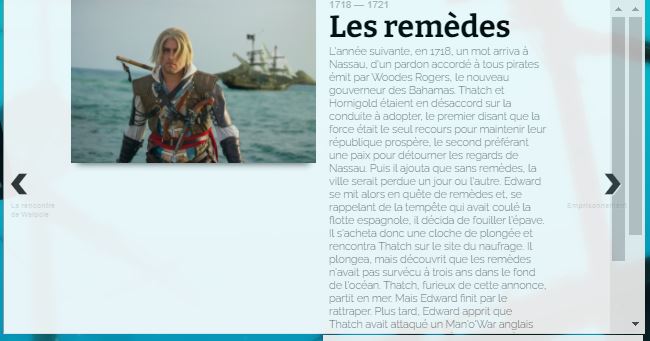 1718 — 1721
Les remèdes
L'année suivante, en 1718, un mot arriva à
Nassau, d'un pardon accordé à tous pirates
émit par Woodes Rogers, le nouveau
gouverneur des Bahamas. Thatch et
Hornigold étaient en désaccord sur la
conduite à adopter, le premier disant que la
force était le seul recours pour maintenir leur
république prospère, le second préférant
une paix pour détourner les regards de
Nassau. Puis il ajouta que sans remèdes, la
ville serait perdue un jour ou l'autre. Edward
se mit alors en quête de remèdes et, se
rappelant de la tempête qui avait coulé la
flotte espagnole, il décida de fouiller l'épave.
Il s'acheta donc une cloche de plongée et
rencontra Thatch sur le site du naufrage. Il
plongea, mais découvrit que les remèdes
n'avait pas survécu à trois ans dans le fond
de l'océan. Thatch, furieux de cette annonce,
partit en mer. Mais Edward finit par le
rattraper. Plus tard, Edward apprit que
Thatch avait attaqué un Man'o'War anglais
La rencontre
de Walpole
Emprisonnement